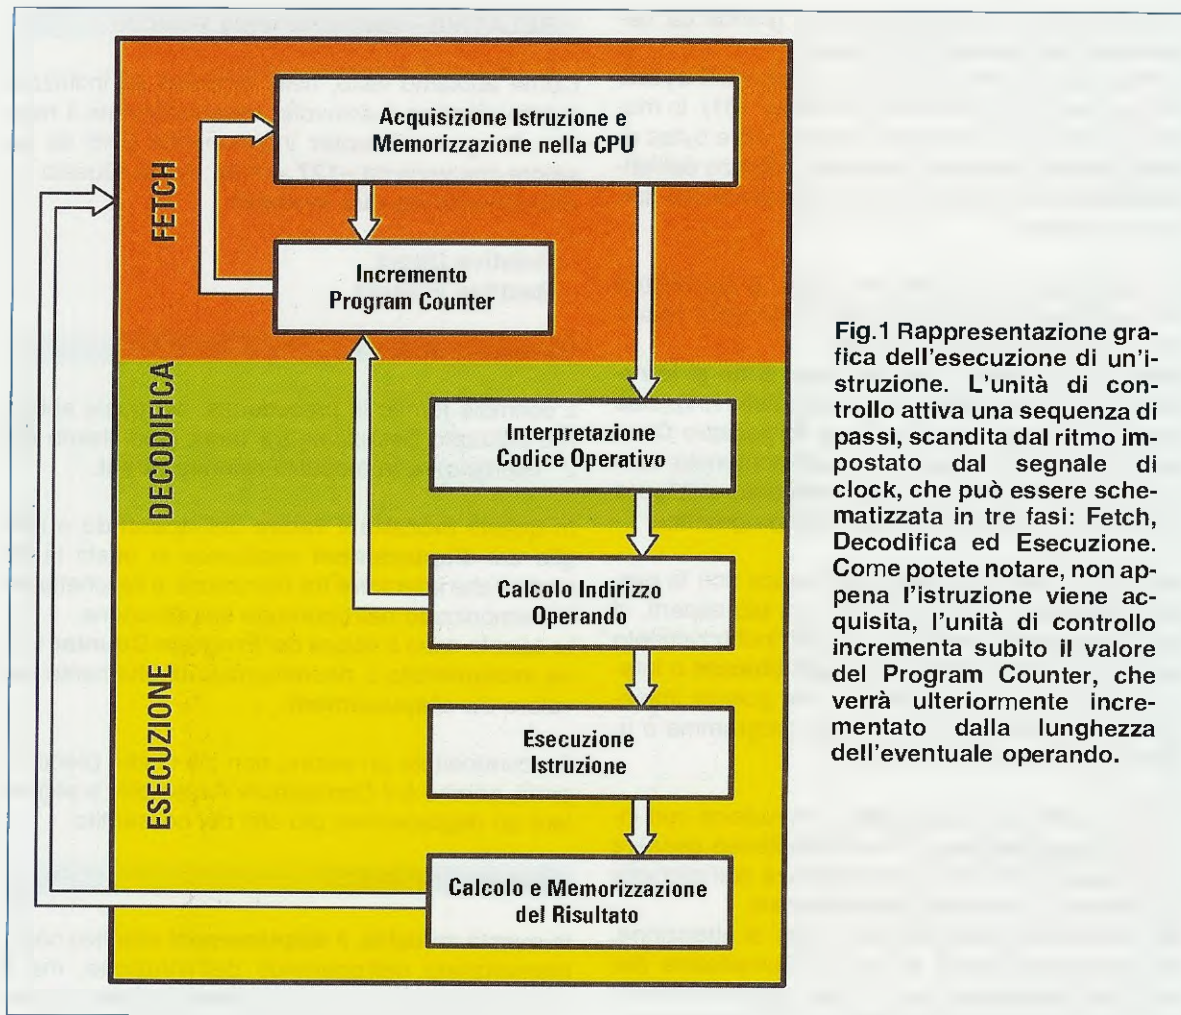 Acquisizione Istruzione e
Memorizzazione nella CPU
FETCH
Incremento
Program Counter
DECODIFICA
Interpretazione
Codice Operativo
Calcolo Indirizzo
Operando
ESECUZIONE
Esecuzione
Istruzione
Calcolo e Memorizzazione
del Risultato
Fig.1 Rappresentazione gra-
fica dell'esecuzione di un'i-
struzione. L'unità di con-
trollo attiva una sequenza di
passi, scandita dal ritmo im-
postato dal segnale di
clock, che può essere sche-
matizzata in tre fasi: Fetch,
Decodifica ed Esecuzione.
Come potete notare, non ap-
pena l'istruzione viene ac-
quisita, l'unità di controllo
incrementa subito il valore
del Program Counter, che
verrà ulteriormente incre-
mentato dalla lunghezza
dell'eventuale operando.